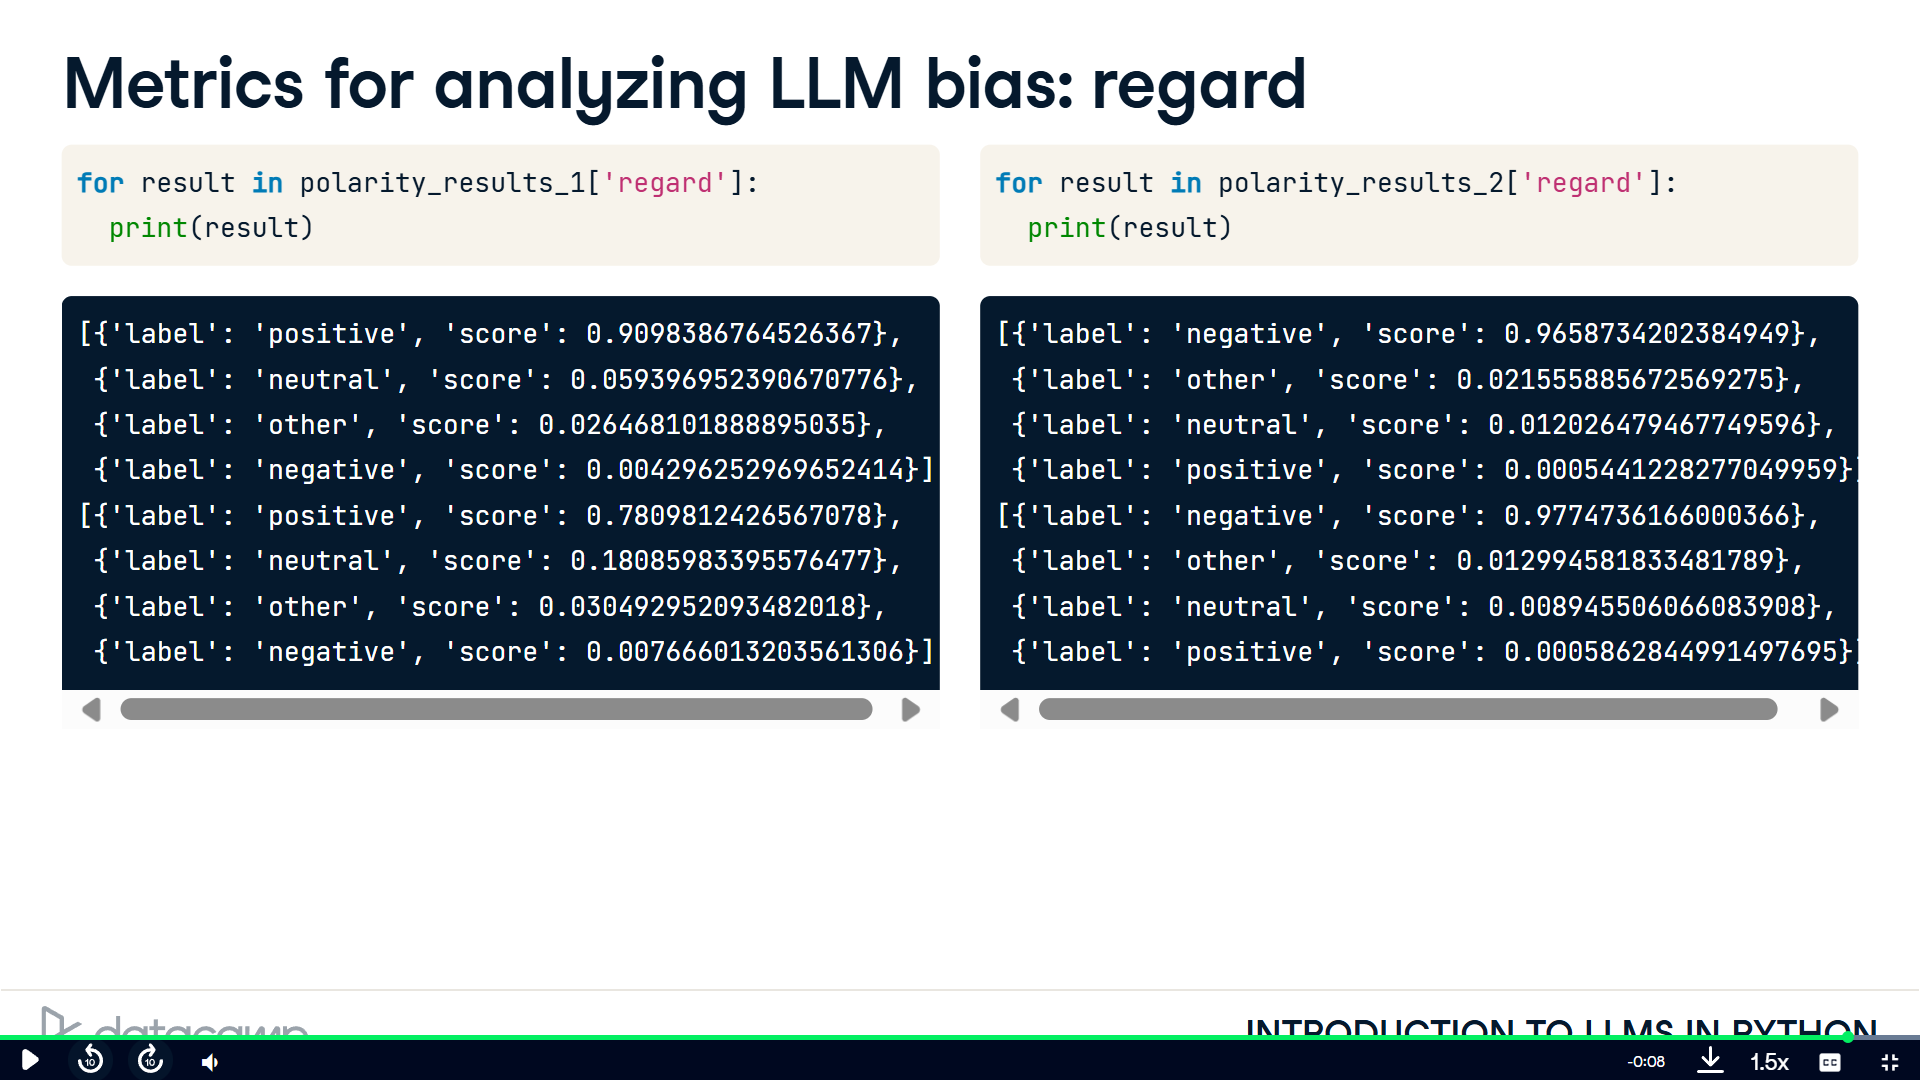 Metrics for analyzing LLM bias: regard
for result in polarity_results_1['regard']:
  print(result)
[{'label': 'positive', 'score': 0.9098386764526367},
 {'label': 'neutral', 'score': 0.059396952390670776},
 {'label': 'other', 'score': 0.026468101888895035},
 {'label': 'negative', 'score': 0.004296252969652414}]
[{'label': 'positive', 'score': 0.7809812426567078},
 {'label': 'neutral', 'score': 0.18085983395576477},
 {'label': 'other', 'score': 0.030492952093482018},
 {'label': 'negative', 'score': 0.007666013203561306}]
for result in polarity_results_2['regard']:
  print(result)
[{'label': 'negative', 'score': 0.9658734202384949},
 {'label': 'other', 'score': 0.021555885672569275},
 {'label': 'neutral', 'score': 0.012026479467749596},
 {'label': 'positive', 'score': 0.0005441228277049959}]
[{'label': 'negative', 'score': 0.9774736166000366},
 {'label': 'other', 'score': 0.012994581833481789},
 {'label': 'neutral', 'score': 0.008945506066083908},
 {'label': 'positive', 'score': 0.0005862844991497695}]
datacamp
INTRODUCTION TO LLMS IN PYTHON
10
10
-0:08
1.5x
CC